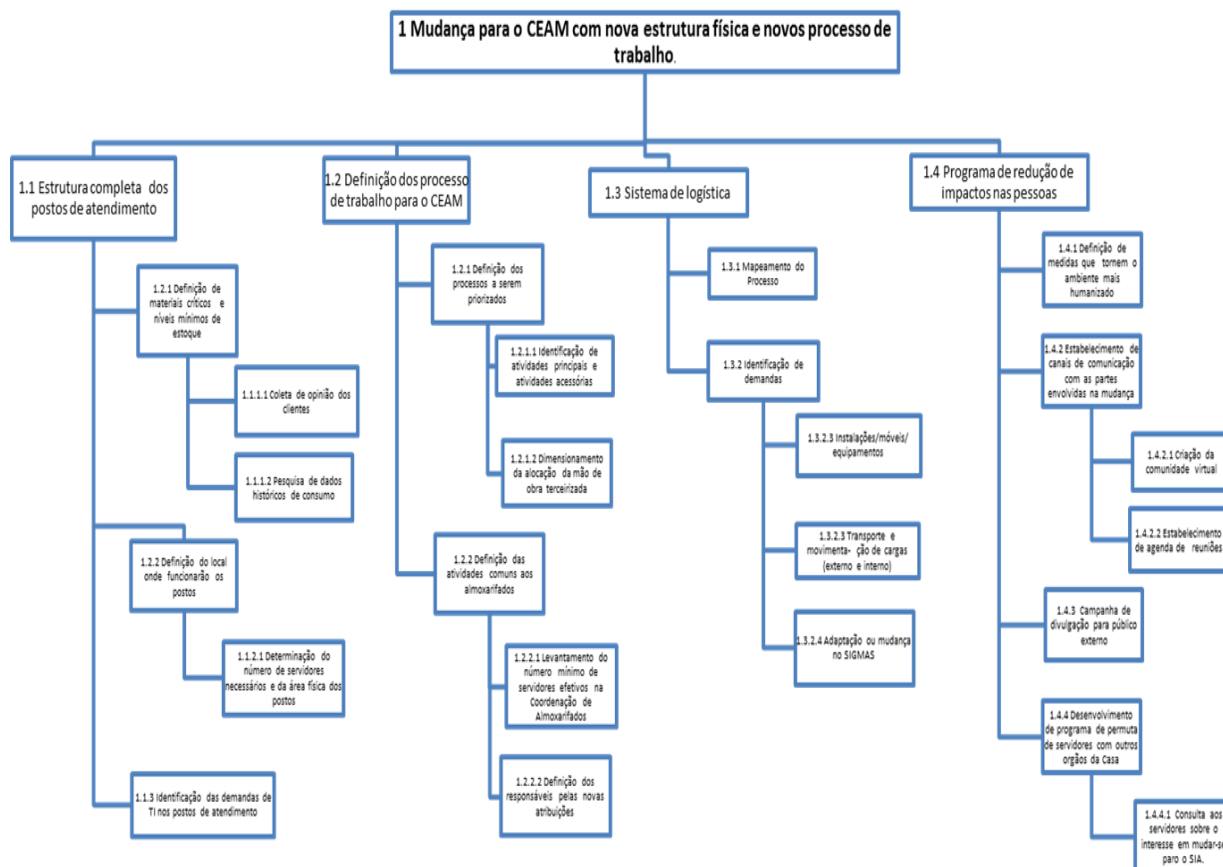 1 Mudança para o CEAM com nova estrutura física e novos processo de
trabalho.
1.1 Estrutura completa dos
postos de atendimento
1.2.1 Definição de
materiais críticos e
níveis mínimos de
estoque
1.1.1.1 Coleta de opinião dos
clientes
1.1.1.2 Pesquisa de dados
históricos de consumo
1.2.2 Definição do local
onde funcionarão os
postos
1.1.2.1 Determinação do
número de servidores
necessários e da área física dos
postos
1.1.3 Identificação das demandas de
TI nos postos de atendimento
1.2 Definição dos processo
de trabalho para o CEAM
1.2.1 Definição dos
processos a serem
priorizados
1.2.1.1 Identificação de
atividades principais e
atividades acessórias
1.2.1.2 Dimensionamento
da alocação da mão de
obra terceirizada
1.2.2 Definição das
atividades comuns aos
almoxarifados
1.2.2.1 Levantamento do
número mínimo de
servidores efetivos na
Coordenação de
Almoxarifados
1.2.2.2 Definição dos
responsáveis pelas novas
atribuições
1.3 Sistema de logística
1.3.1 Mapeamento do
Processo
1.3.2 Identificação de
demandas
1.3.2.3 Instalações/móveis/
equipamentos
1.3.2.3 Transporte e
movimenta- ção de cargas
(externo e interno)
1.3.2.4 Adaptação ou mudança
no SIGMAS
1.4 Programa de redução de
impactos nas pessoas
1.4.1 Definição de
medidas que tornem o
ambiente mais
humanizado
1.4.2 Estabelecimento de
canais de comunicação
com as partes
envolvidas na mudança
1.4.2.1 Criação da
comunidade virtual
1.4.2.2 Estabelecimento
de agenda de reuniões
1.4.3 Campanha de
divulgação para público
externo
1.4.4 Desenvolvimento
de programa de permuta
de servidores com outros
orgãos da Casa
1.4.4.1 Consulta aos
servidores sobre o
interesse em mudar-se
paro o SIA.